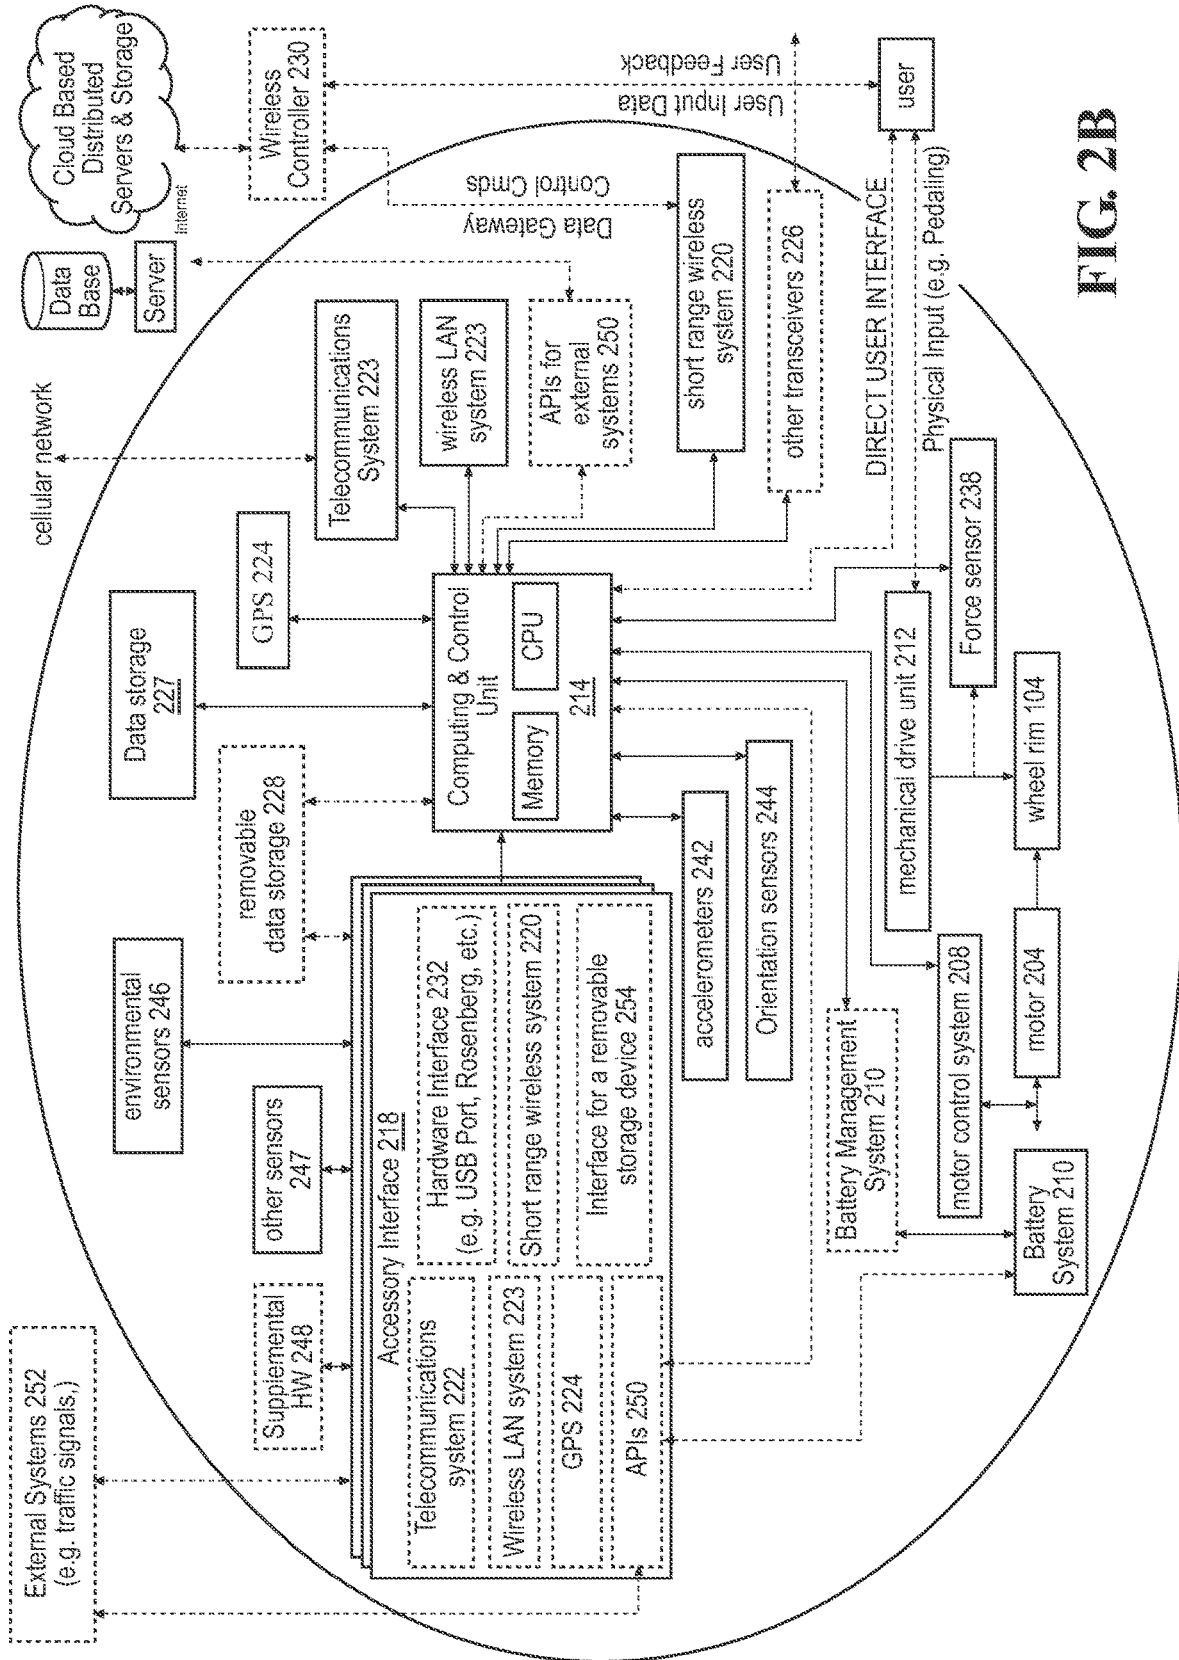 External Systems 252
(e.g. traffic signals,)
cellular network
Data
Base
Server
Internet
Cloud Based
Distributed
Servers & Storage
Supplemental
HW 248
other sensors
247
environmental
sensors 246
removable
data storage 228
Data storage
227
GPS 224
Telecommunications
System 223
wireless LAN
system 223
APIs for
external
systems 250
Wireless
Controller 230
Data Gateway
Control Cmds
short range wireless
system 220
other transceivers 226
User Input Data
User Feedback
user
Accessory Interface 218
Telecommunications
system 222
Wireless LAN system 223
GPS 224
APIs 250
Hardware Interface 232
(e.g. USB Port, Rosenberg, etc.)
Short range wireless system 220
Interface for a removable
storage device 254
Computing & Control
Unit
214
Memory
CPU
accelerometers 242
Orientation sensors 244
DIRECT USER INTERFACE
Physical Input (e.g. Pedaling)
Battery Management
System 210
mechanical drive unit 212
Force sensor 238
motor control system 208
Battery
System 210
motor 204
wheel rim 104
FIG. 2B